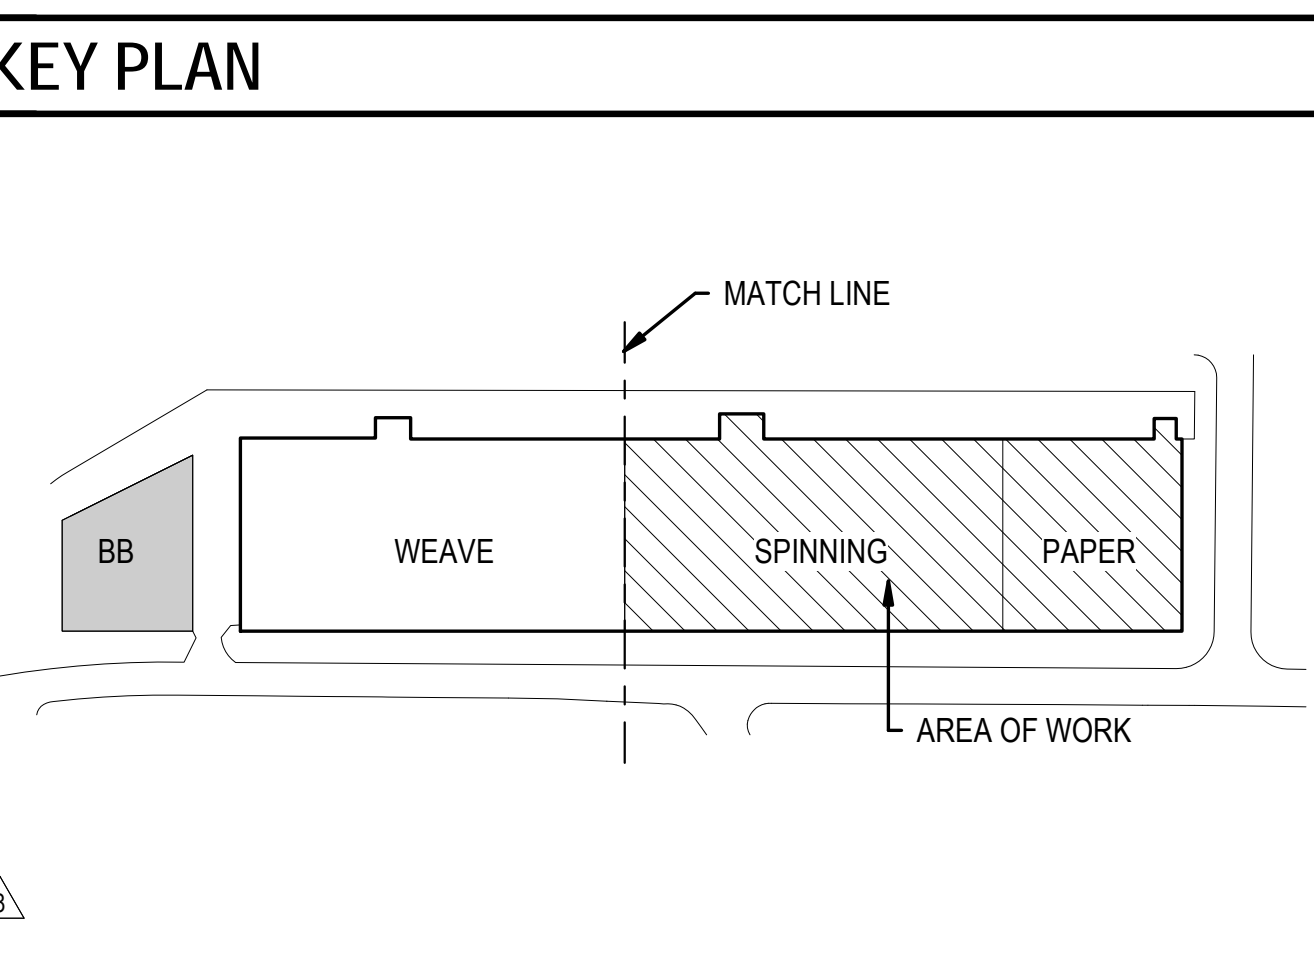 KEY PLAN
MATCH LINE
BB
WEAVE
SPINNING
PAPER
AREA OF WORK